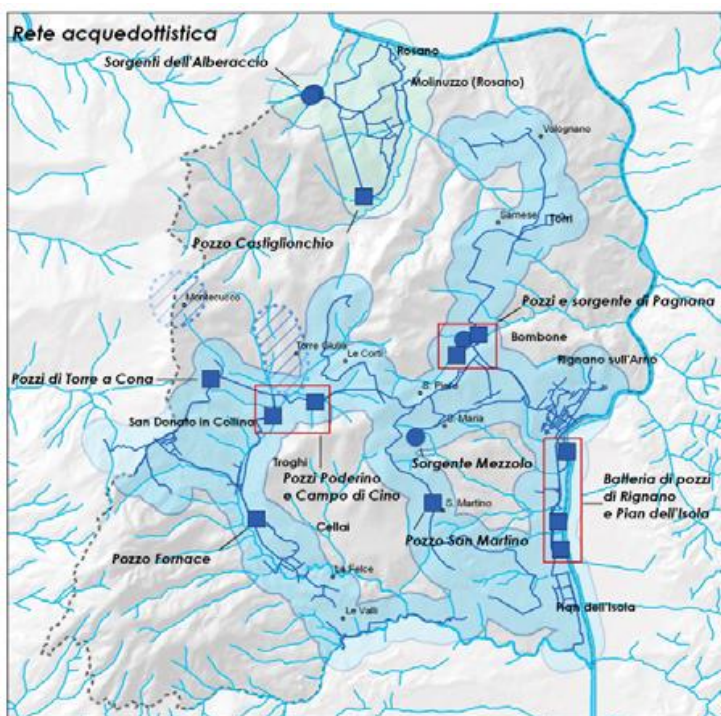 Rete acquedottistica
Rosano
Sorgenti dell'Alberaccio
Molinuzzo (Rosano)
Volognano
Pozzo Castiglionchio
Torri
Montecucco
Pozzi e sorgente di Pagnana
Bombone
Torre Giulia
Le Corti
Rignano sull'Arno
Pozzi di Torre a Cona
S. Piero
San Donato in Collina
S. Maria
Troghi
Pozzi Poderino
e Campo di Cino
Sorgente Mezzolo
Batteria di pozzi
di Rignano
e Pian dell'Isola
S. Martino
Cellai
Pozzo San Martino
Pozzo Fornace
La Felce
Le Valli
Pian dell'Isola